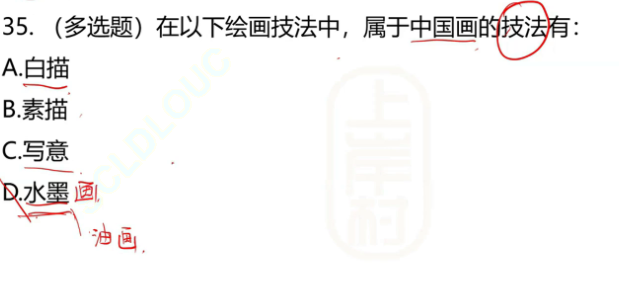 35. （多选题）在以下绘画技法中，属于中国画的技法有：
A.白描
B.素描
C.写意
D.水墨画
油画.
CLDLOUC
上岸村